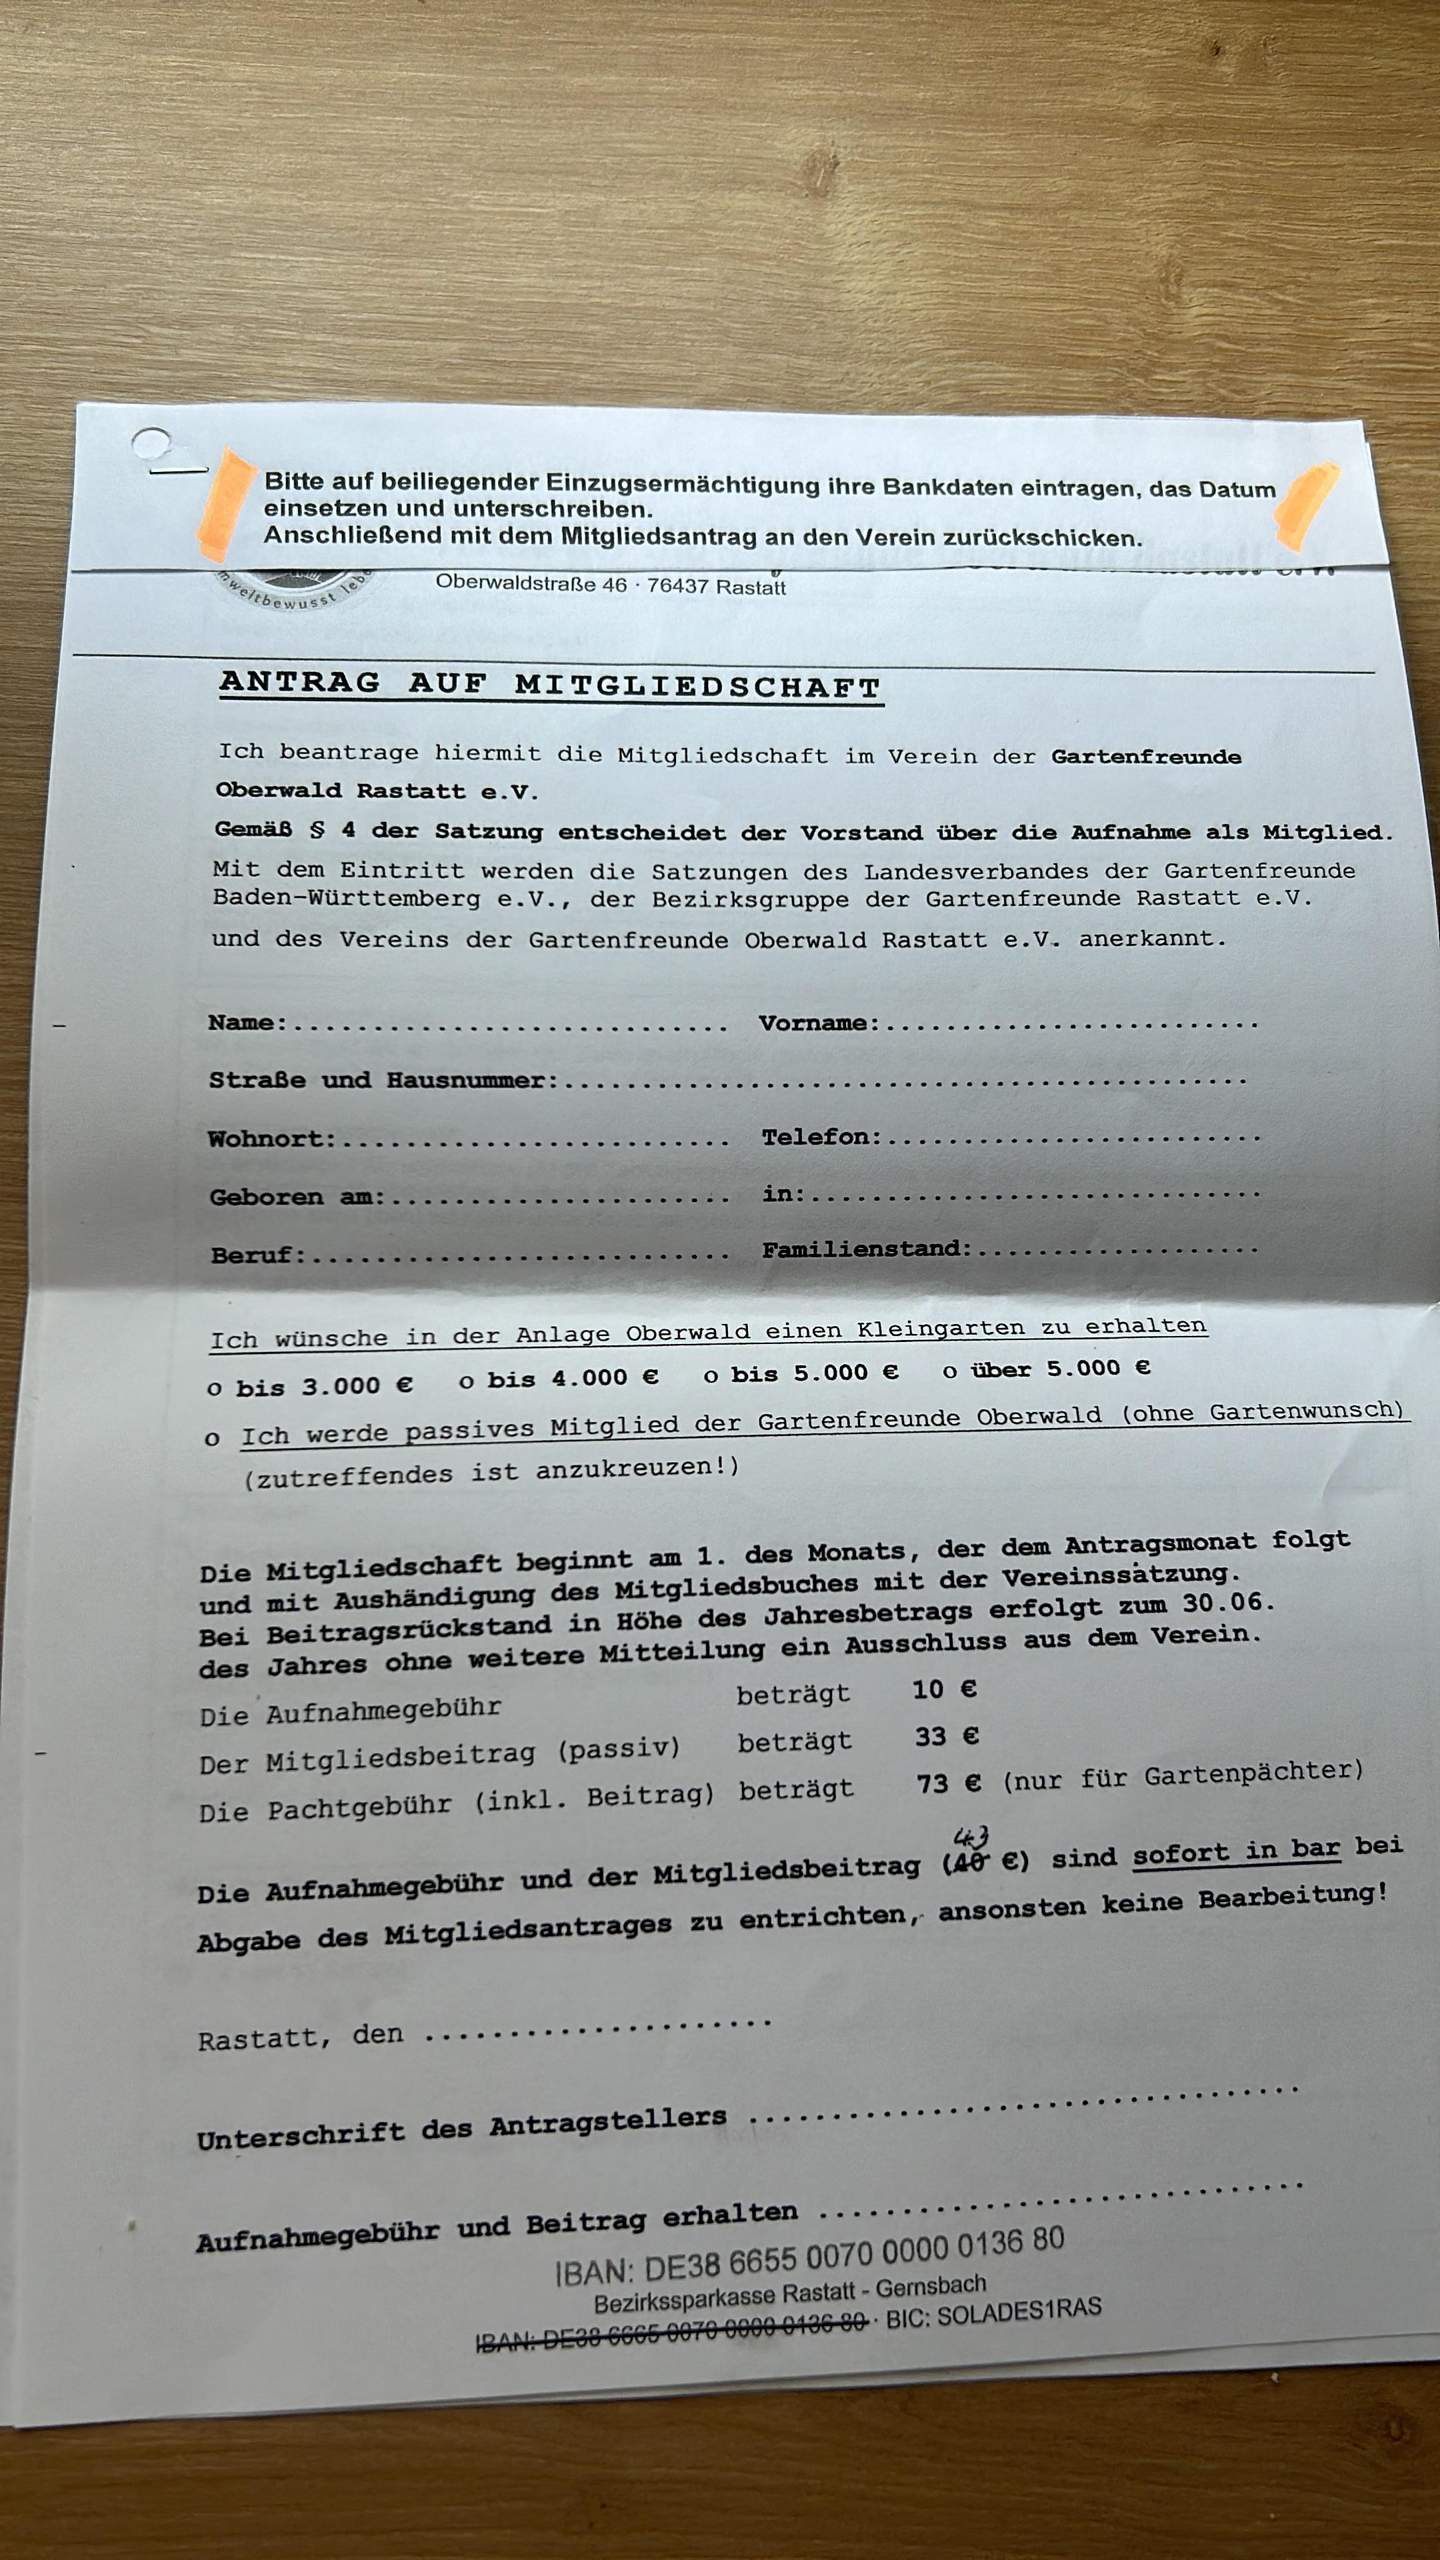 Bitte auf beiliegender Einzugsermächtigung ihre Bankdaten eintragen, das Datum
einsetzen und unterschreiben.
Anschließend mit dem Mitgliedsantrag an den Verein zurückschicken.
mweltbewusst lebe
Oberwaldstraße 46 · 76437 Rastatt
ANTRAG AUF MITGLIEDSCHAFT
Ich beantrage hiermit die Mitgliedschaft im Verein der Gartenfreunde
Oberwald Rastatt e.V.
Gemäß § 4 der Satzung entscheidet der Vorstand über die Aufnahme als Mitglied.
Mit dem Eintritt werden die Satzungen des Landesverbandes der Gartenfreunde
Baden-Württemberg e.V., der Bezirksgruppe der Gartenfreunde Rastatt e.V.
und des Vereins der Gartenfreunde Oberwald Rastatt e.V. anerkannt.
Name:............................ Vorname:........................
Straße und Hausnummer:............................................
Wohnort:......................... Telefon:........................
Geboren am:...................... in:.............................
Beruf:........................... Familienstand:..................
Ich wünsche in der Anlage Oberwald einen Kleingarten zu erhalten
o bis 3.000 € o bis 4.000 € o bis 5.000 € o über 5.000 €
o Ich werde passives Mitglied der Gartenfreunde Oberwald (ohne Gartenwunsch)
(zutreffendes ist anzukreuzen!)
Die Mitgliedschaft beginnt am 1. des Monats, der dem Antragsmonat folgt
und mit Aushändigung des Mitgliedsbuches mit der Vereinssatzung.
Bei Beitragsrückstand in Höhe des Jahresbetrags erfolgt zum 30.06.
des Jahres ohne weitere Mitteilung ein Ausschluss aus dem Verein.
Die Aufnahmegebühr beträgt 10 €
Der Mitgliedsbeitrag (passiv) beträgt 33 €
Die Pachtgebühr (inkl. Beitrag) beträgt 73 € (nur für Gartenpächter)
43
Die Aufnahmegebühr und der Mitgliedsbeitrag (40 €) sind sofort in bar bei
Abgabe des Mitgliedsantrages zu entrichten, ansonsten keine Bearbeitung!
Rastatt, den .....................
Unterschrift des Antragstellers .................................
Aufnahmegebühr und Beitrag erhalten .............................
IBAN: DE38 6655 0070 0000 0136 80
Bezirkssparkasse Rastatt - Gernsbach
IBAN: DE38 6665 0070 0000 0136 80 · BIC: SOLADES1RAS